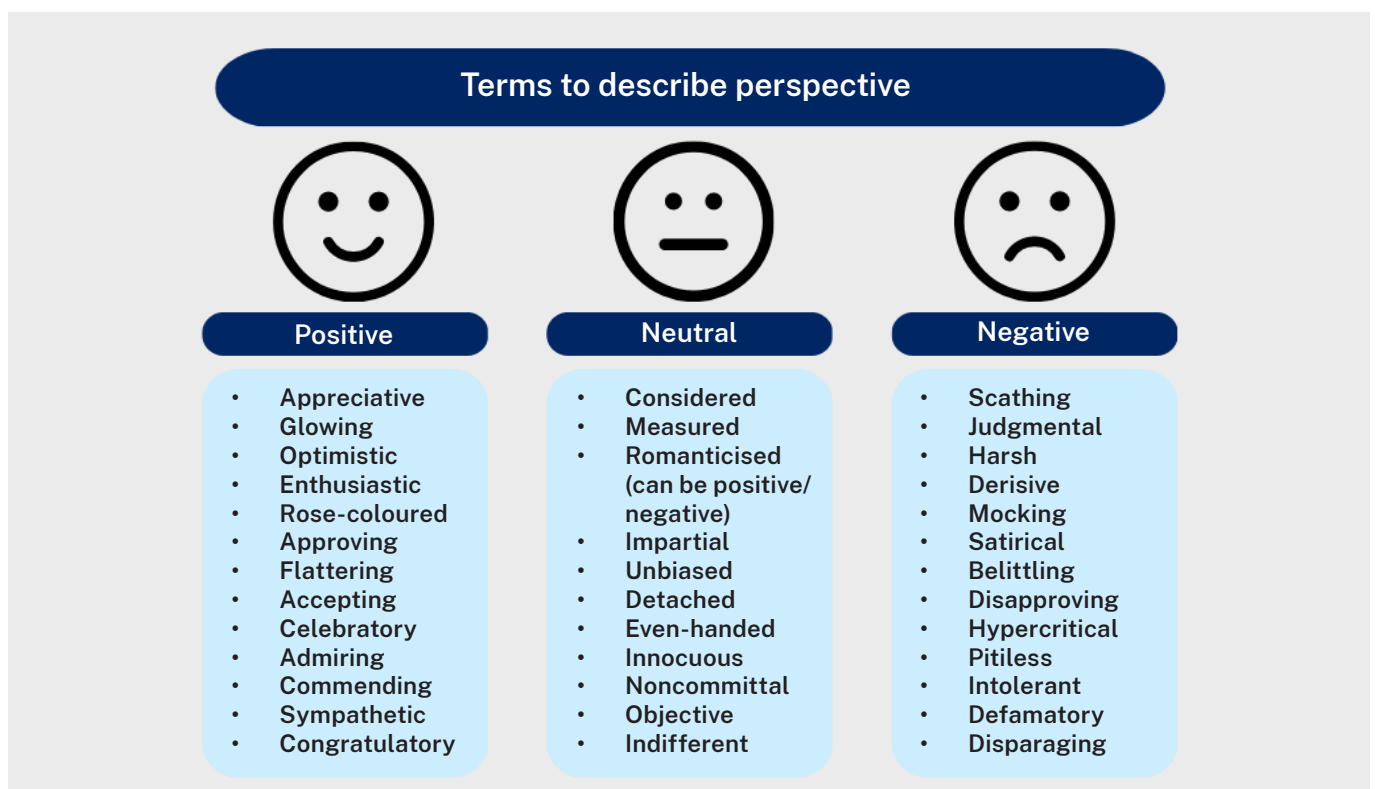 Terms to describe perspective
Positive
• Appreciative
• Glowing
• Optimistic
• Enthusiastic
• Rose-coloured
• Approving
• Flattering
• Accepting
• Celebratory
• Admiring
• Commending
• Sympathetic
• Congratulatory
Neutral
• Considered
• Measured
• Romanticised
(can be positive/
negative)
• Impartial
• Unbiased
• Detached
• Even-handed
• Innocuous
• Noncommittal
• Objective
• Indifferent
Negative
• Scathing
• Judgmental
• Harsh
• Derisive
• Mocking
• Satirical
• Belittling
• Disapproving
• Hypercritical
• Pitiless
• Intolerant
• Defamatory
• Disparaging